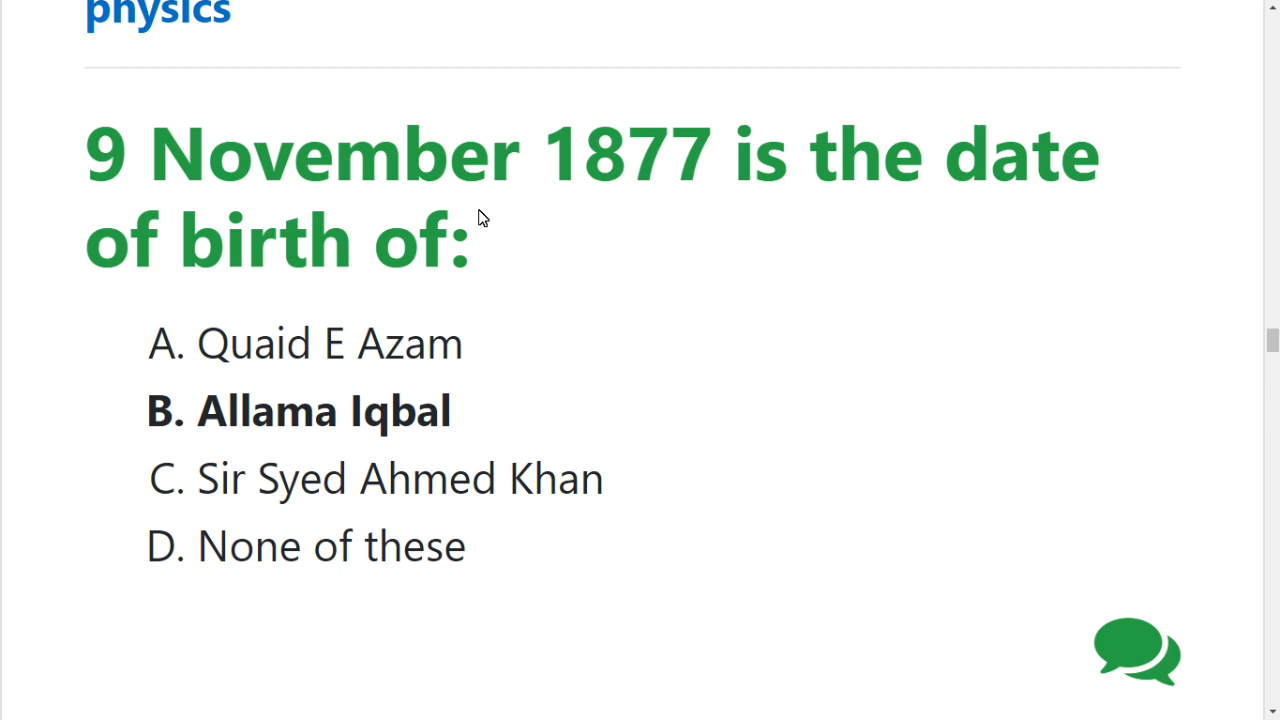 physics
9 November 1877 is the date
of birth of:
A. Quaid E Azam
B. Allama Iqbal
C. Sir Syed Ahmed Khan
D. None of these